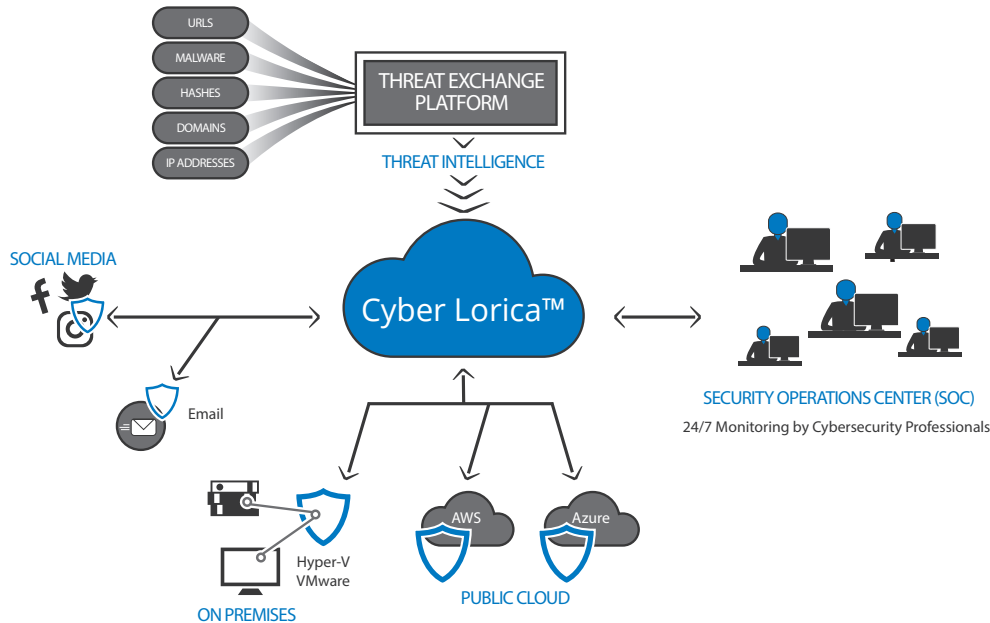 URLS
MALWARE
HASHES
DOMAINS
IP ADDRESSES
THREAT EXCHANGE
PLATFORM
THREAT INTELLIGENCE
SOCIAL MEDIA
Cyber Lorica™
Email
SECURITY OPERATIONS CENTER (SOC)
24/7 Monitoring by Cybersecurity Professionals
Hyper-V
VMware
ON PREMISES
AWS
Azure
PUBLIC CLOUD